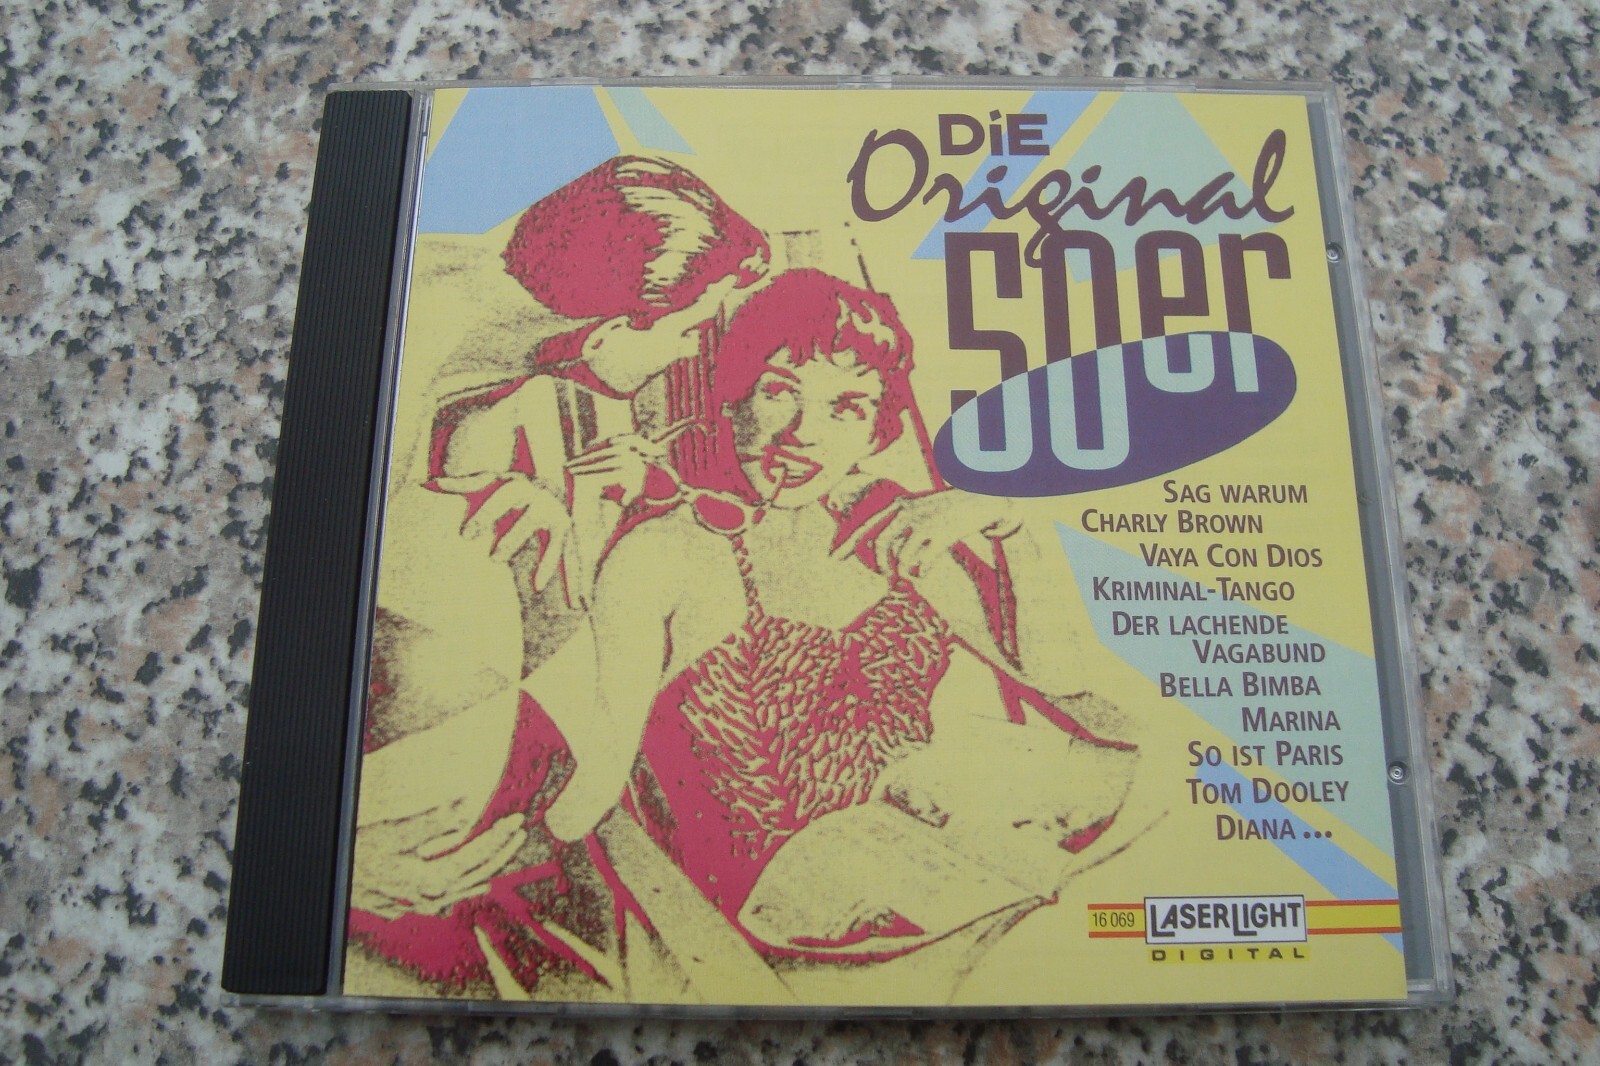 DiE
Original
50er
SAG WARUM
CHARLY BROWN
VAYA CON DIOS
KRIMINAL-TANGO
DER LACHENDE
VAGABUND
BELLA BIMBA
MARINA
SO IST PARIS
TOM DOOLEY
DIANA ...
16 069 LASERLIGHT
DIGITAL